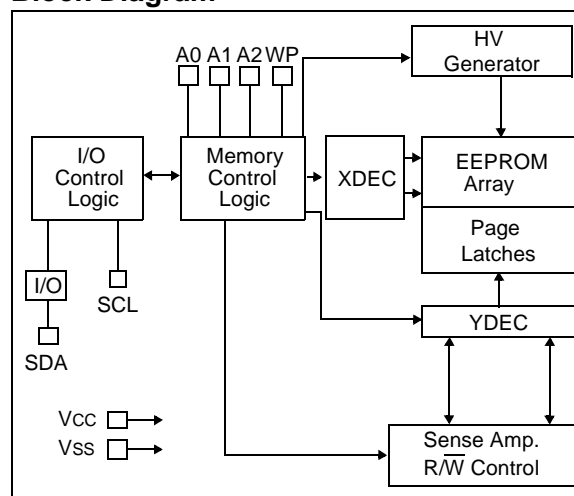 Block Diagram
HV
Generator
A0 A1 A2 WP
I/O
Control
Logic
Memory
Control
Logic
XDEC
EEPROM
Array
Page
Latches
I/O
SCL
SDA
YDEC
VCC
VSS
Sense Amp.
R/W̅ Control